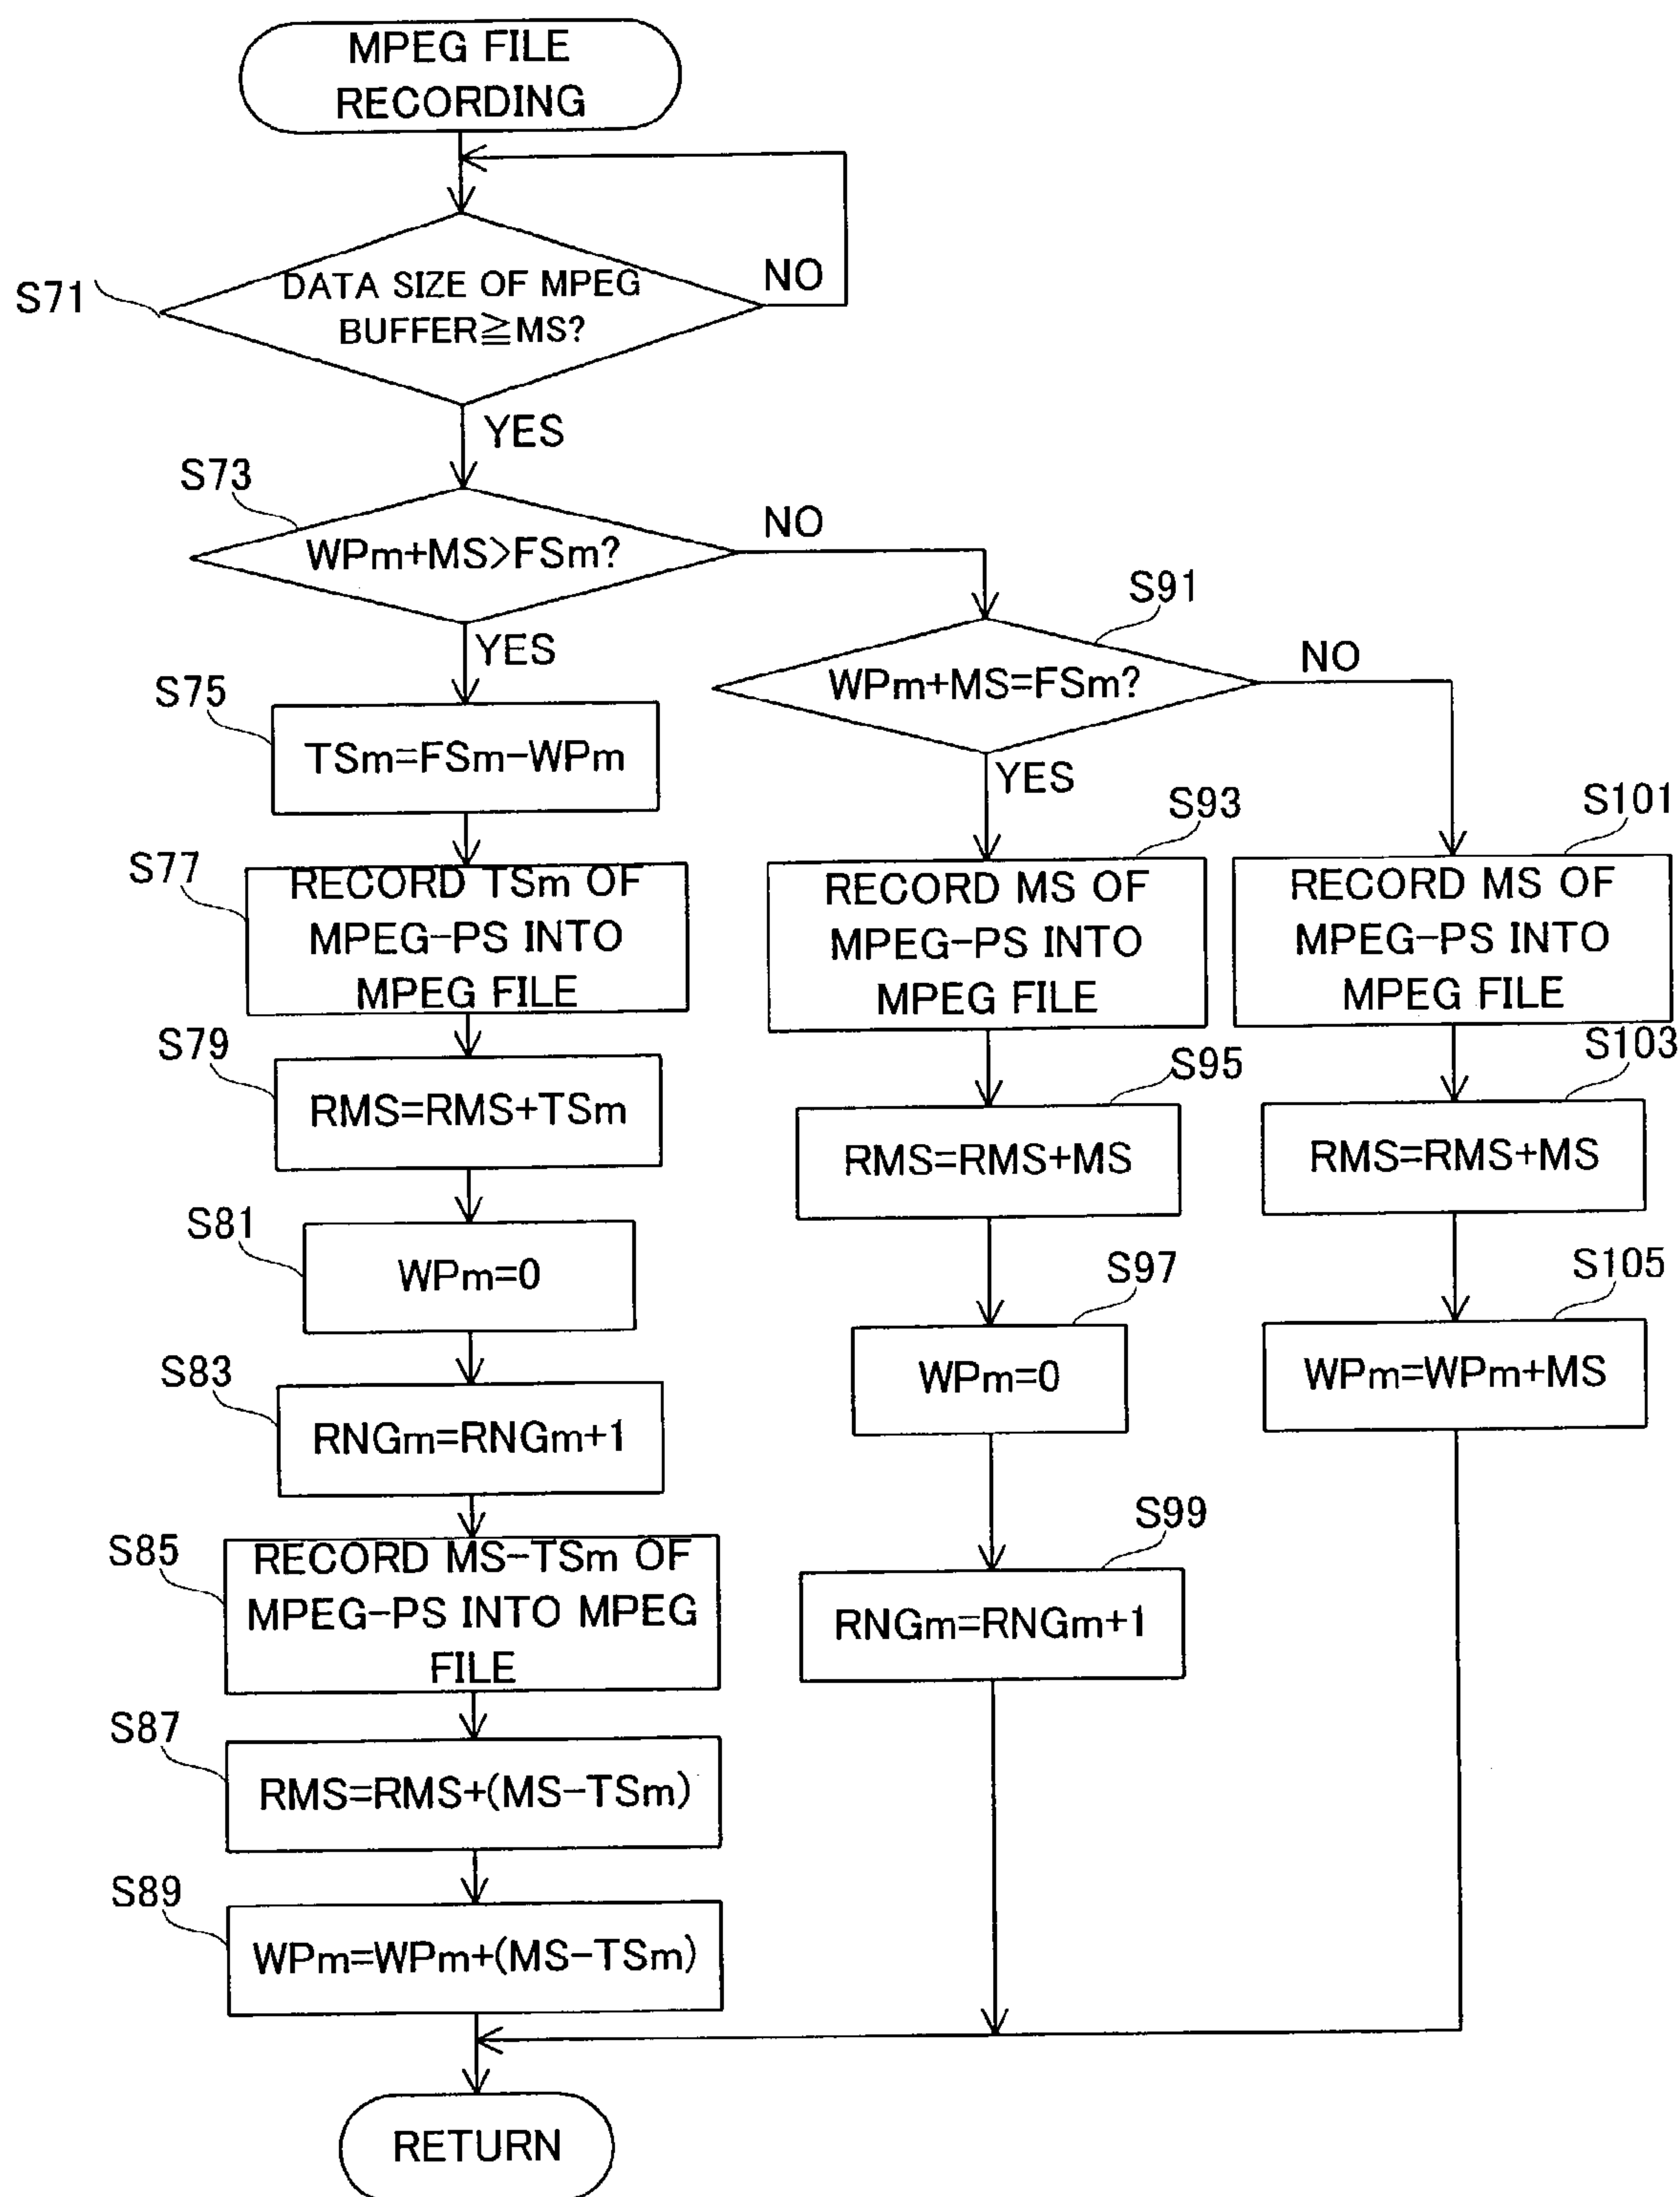 MPEG FILE
RECORDING
S71
DATA SIZE OF MPEG
BUFFER≧MS?
NO
YES
S73
WPm+MS>FSm?
NO
YES
S91
WPm+MS=FSm?
NO
YES
S75
TSm=FSm-WPm
S77
RECORD TSm OF
MPEG-PS INTO
MPEG FILE
S79
RMS=RMS+TSm
S81
WPm=0
S83
RNGm=RNGm+1
S85
RECORD MS-TSm OF
MPEG-PS INTO MPEG
FILE
S87
RMS=RMS+(MS-TSm)
S89
WPm=WPm+(MS-TSm)
S93
RECORD MS OF
MPEG-PS INTO
MPEG FILE
S95
RMS=RMS+MS
S97
WPm=0
S99
RNGm=RNGm+1
S101
RECORD MS OF
MPEG-PS INTO
MPEG FILE
S103
RMS=RMS+MS
S105
WPm=WPm+MS
RETURN